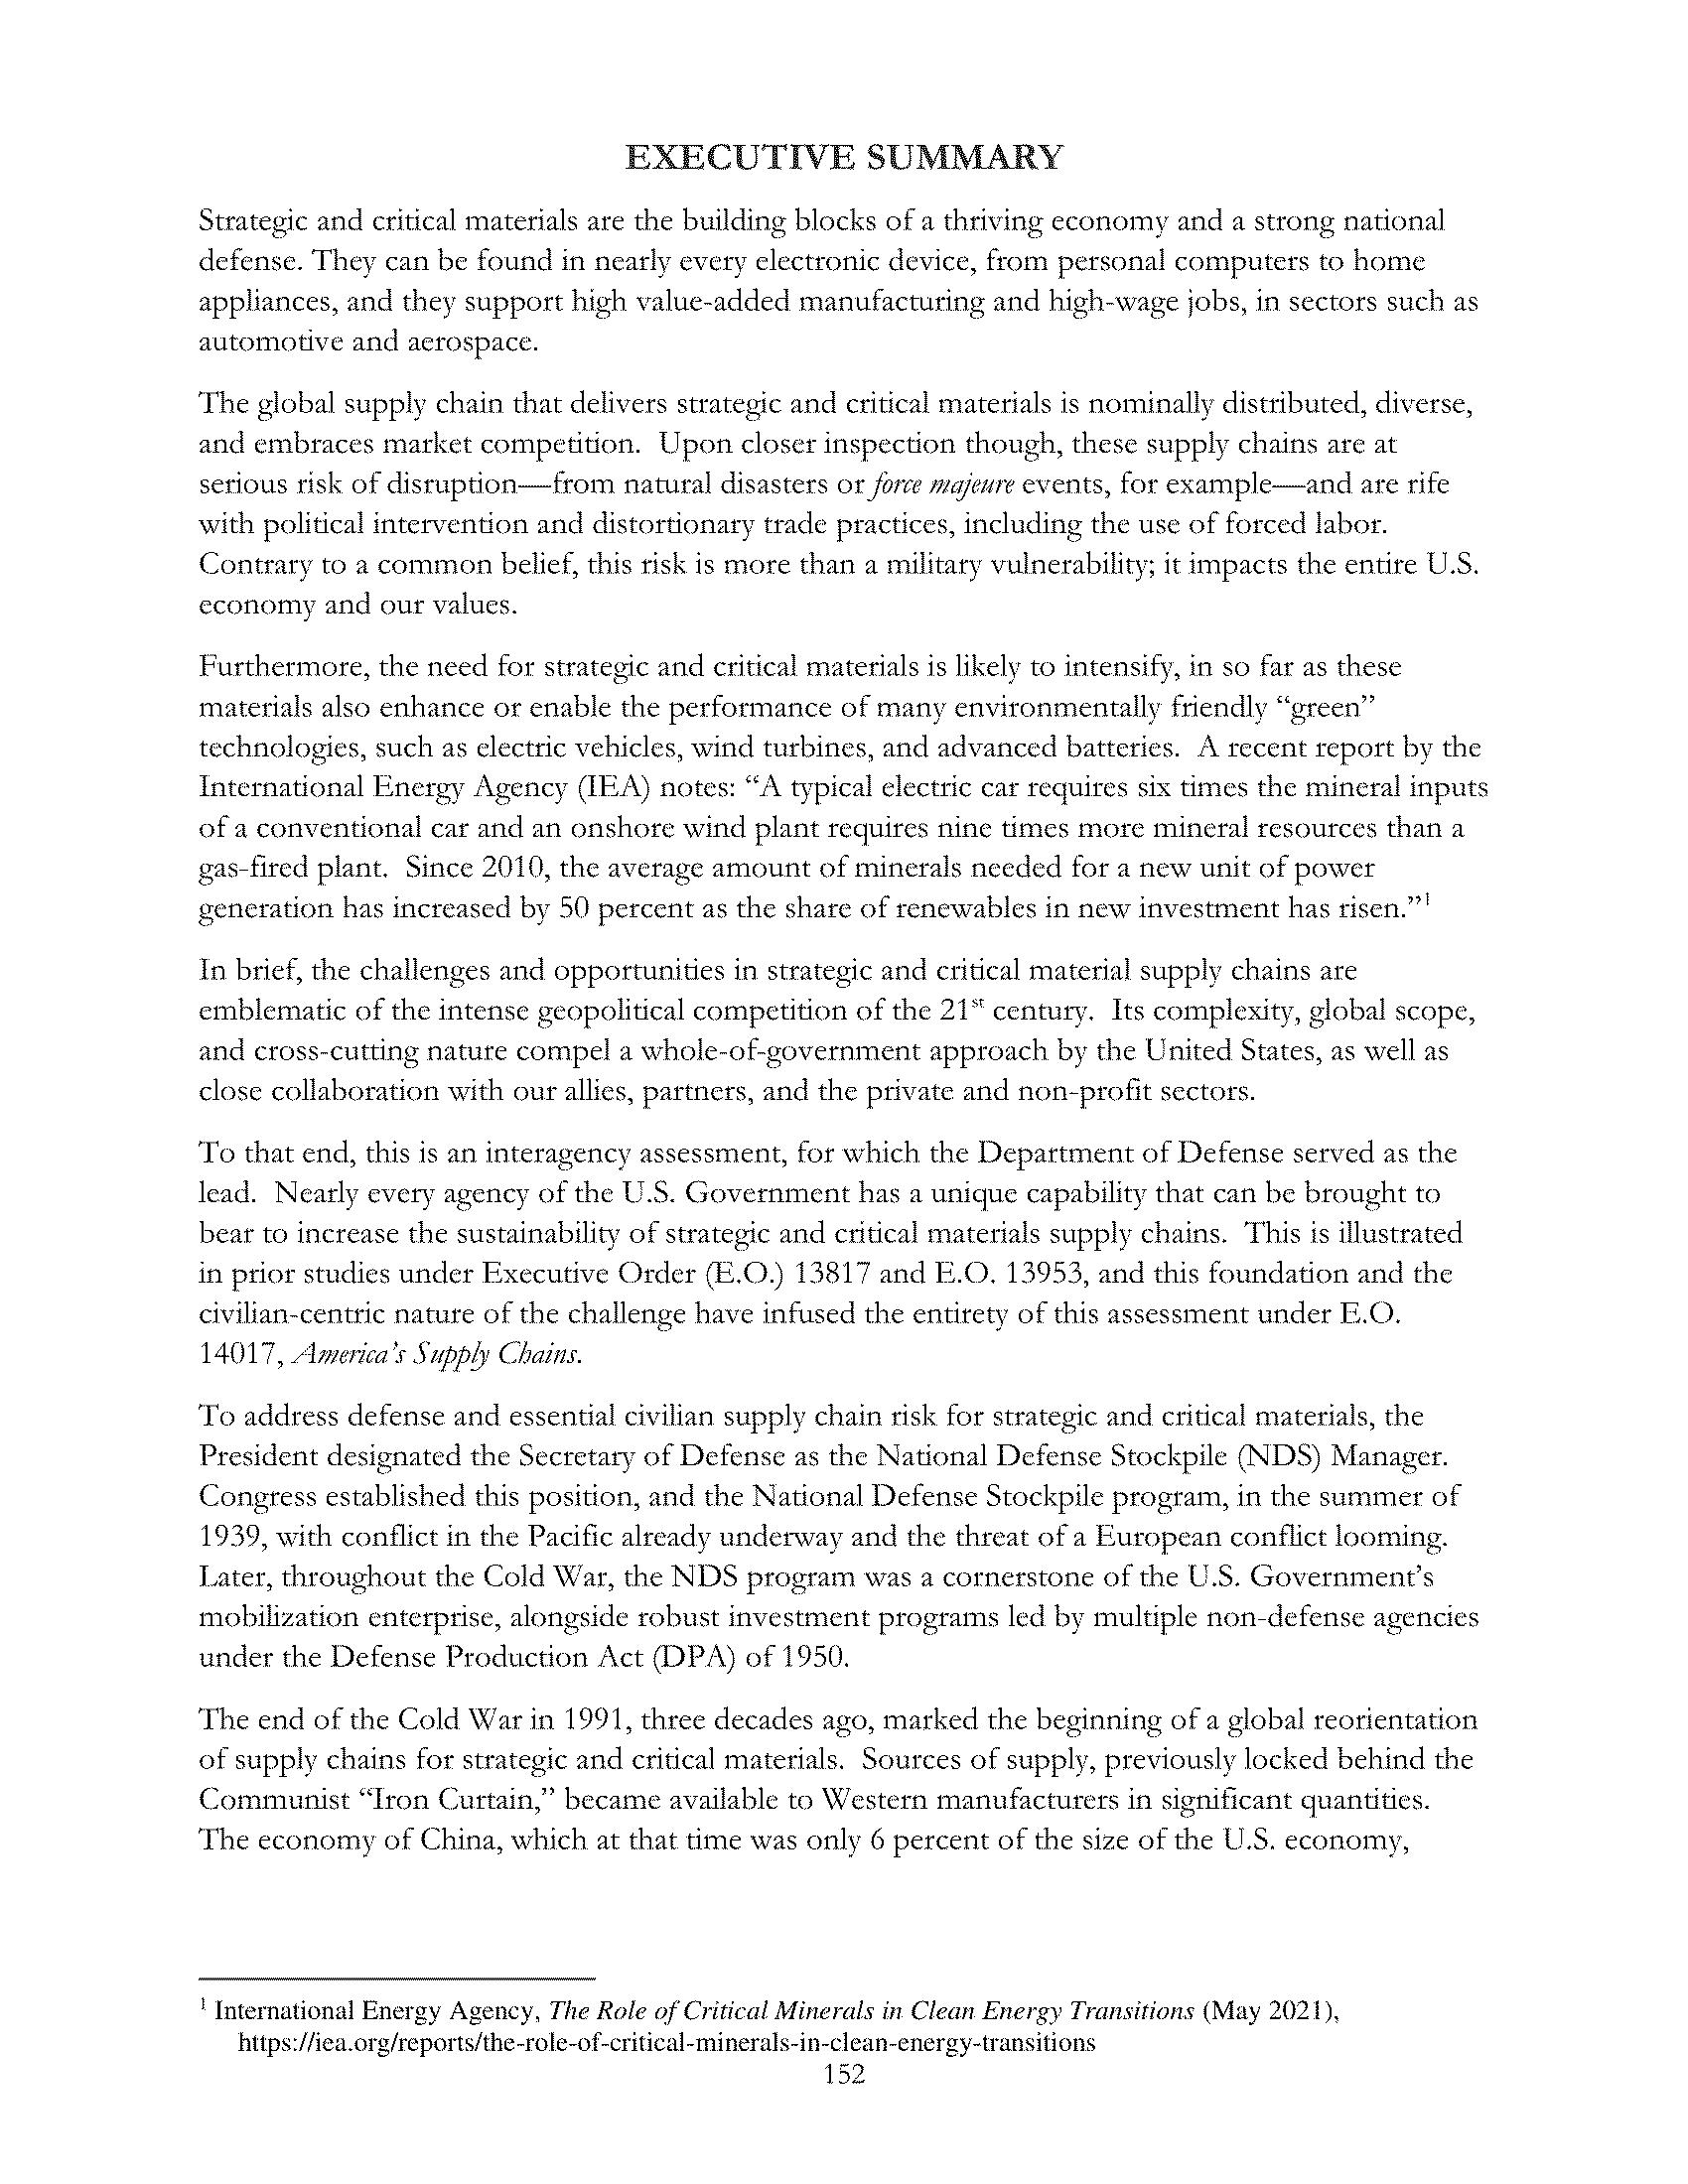 EXECUTIVE SUMMARY
Strategic and critical materials are the building blocks of a thriving economy and a strong national
defense. They can be found in nearly every electronic device, from personal computers to home
appliances, and they support high value-added manufacturing and high-wage jobs, in sectors such as
automotive and aerospace.
The global supply chain that delivers strategic and critical materials is nominally distributed, diverse,
and embraces market competition.  Upon closer inspection though, these supply chains are at
serious risk of disruption—from natural disasters or force majeure events, for example—and are rife
with political intervention and distortionary trade practices, including the use of forced labor.
Contrary to a common belief, this risk is more than a military vulnerability; it impacts the entire U.S.
economy and our values.
Furthermore, the need for strategic and critical materials is likely to intensify, in so far as these
materials also enhance or enable the performance of many environmentally friendly “green”
technologies, such as electric vehicles, wind turbines, and advanced batteries.  A recent report by the
International Energy Agency (IEA) notes: “A typical electric car requires six times the mineral inputs
of a conventional car and an onshore wind plant requires nine times more mineral resources than a
gas-fired plant.  Since 2010, the average amount of minerals needed for a new unit of power
generation has increased by 50 percent as the share of renewables in new investment has risen.”1
In brief, the challenges and opportunities in strategic and critical material supply chains are
emblematic of the intense geopolitical competition of the 21st century.  Its complexity, global scope,
and cross-cutting nature compel a whole-of-government approach by the United States, as well as
close collaboration with our allies, partners, and the private and non-profit sectors.
To that end, this is an interagency assessment, for which the Department of Defense served as the
lead.  Nearly every agency of the U.S. Government has a unique capability that can be brought to
bear to increase the sustainability of strategic and critical materials supply chains.  This is illustrated
in prior studies under Executive Order (E.O.) 13817 and E.O. 13953, and this foundation and the
civilian-centric nature of the challenge have infused the entirety of this assessment under E.O.
14017, America’s Supply Chains.
To address defense and essential civilian supply chain risk for strategic and critical materials, the
President designated the Secretary of Defense as the National Defense Stockpile (NDS) Manager.
Congress established this position, and the National Defense Stockpile program, in the summer of
1939, with conflict in the Pacific already underway and the threat of a European conflict looming.
Later, throughout the Cold War, the NDS program was a cornerstone of the U.S. Government’s
mobilization enterprise, alongside robust investment programs led by multiple non-defense agencies
under the Defense Production Act (DPA) of 1950.
The end of the Cold War in 1991, three decades ago, marked the beginning of a global reorientation
of supply chains for strategic and critical materials.  Sources of supply, previously locked behind the
Communist “Iron Curtain,” became available to Western manufacturers in significant quantities.
The economy of China, which at that time was only 6 percent of the size of the U.S. economy,
1 International Energy Agency, The Role of Critical Minerals in Clean Energy Transitions (May 2021),
https://iea.org/reports/the-role-of-critical-minerals-in-clean-energy-transitions
152